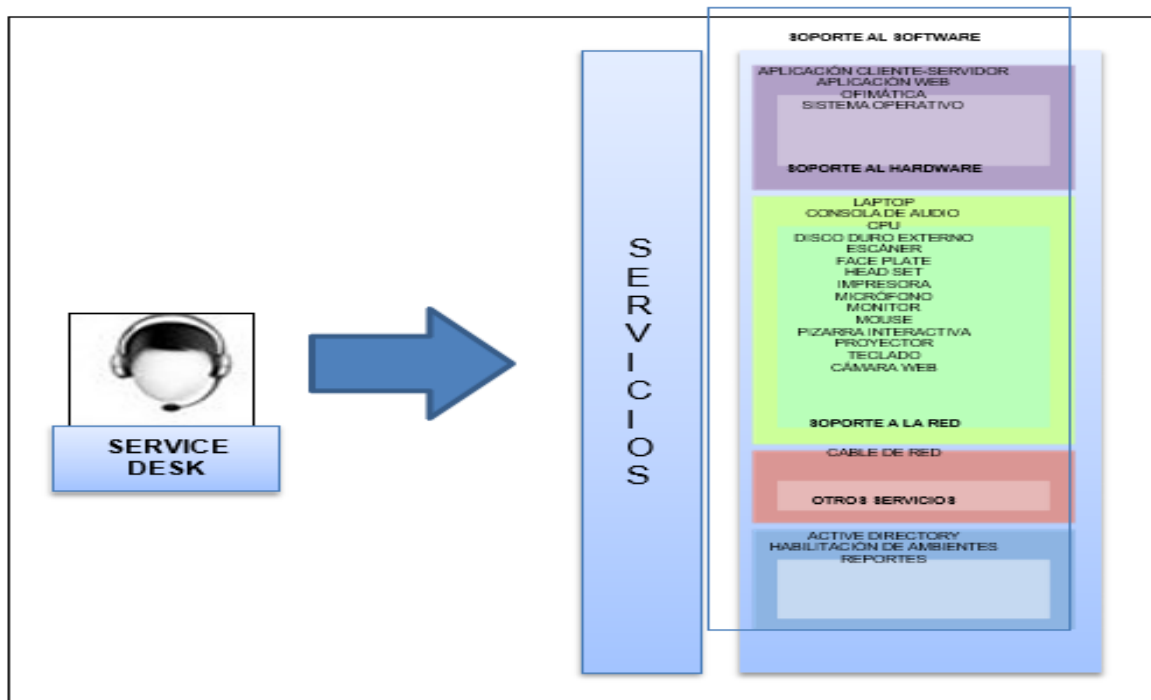 SERVICE
DESK
SERVICIOS
SOPORTE AL SOFTWARE
APLICACIÓN CLIENTE-SERVIDOR
APLICACIÓN WEB
OFIMÁTICA
SISTEMA OPERATIVO
SOPORTE AL HARDWARE
LAPTOP
CONSOLA DE AUDIO
CPU
DISCO DURO EXTERNO
ESCÁNER
FACE PLATE
HEAD SET
IMPRESORA
MICRÓFONO
MONITOR
MOUSE
PIZARRA INTERACTIVA
PROYECTOR
TECLADO
CÁMARA WEB
SOPORTE A LA RED
CABLE DE RED
OTROS SERVICIOS
ACTIVE DIRECTORY
HABILITACIÓN DE AMBIENTES
REPORTES